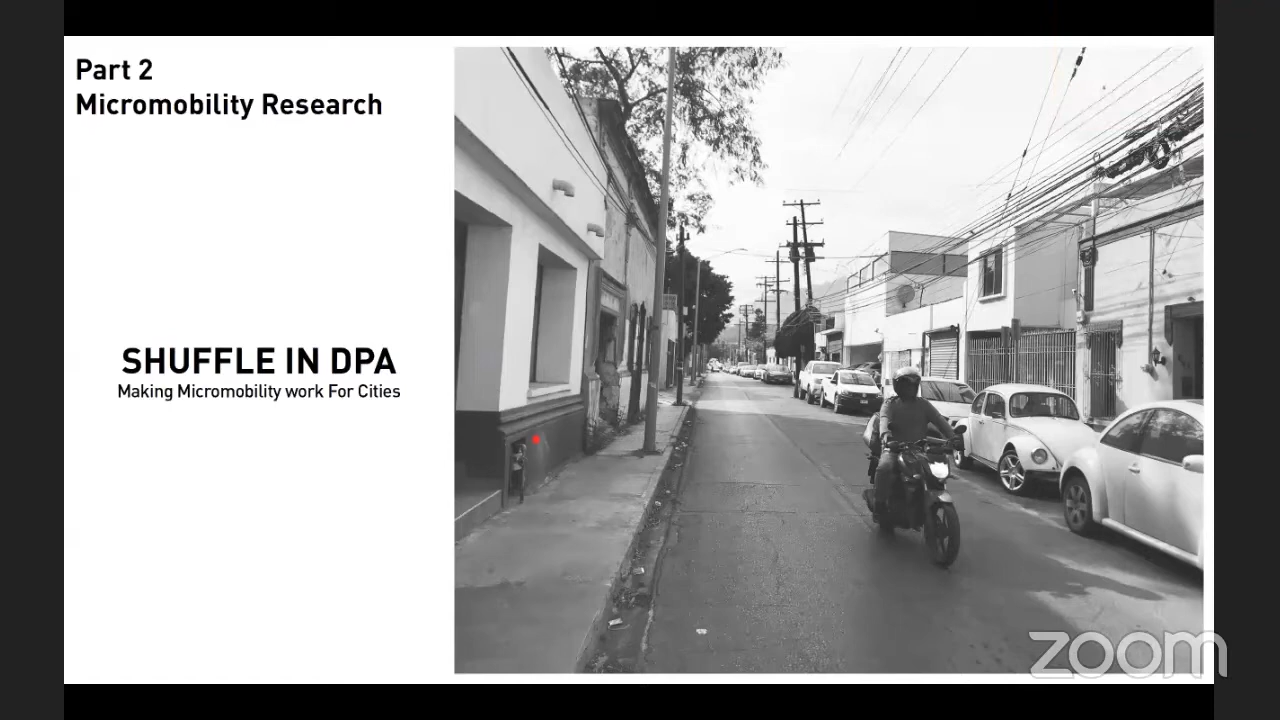 Part 2
Micromobility Research
SHUFFLE IN DPA
Making Micromobility work For Cities
zoom